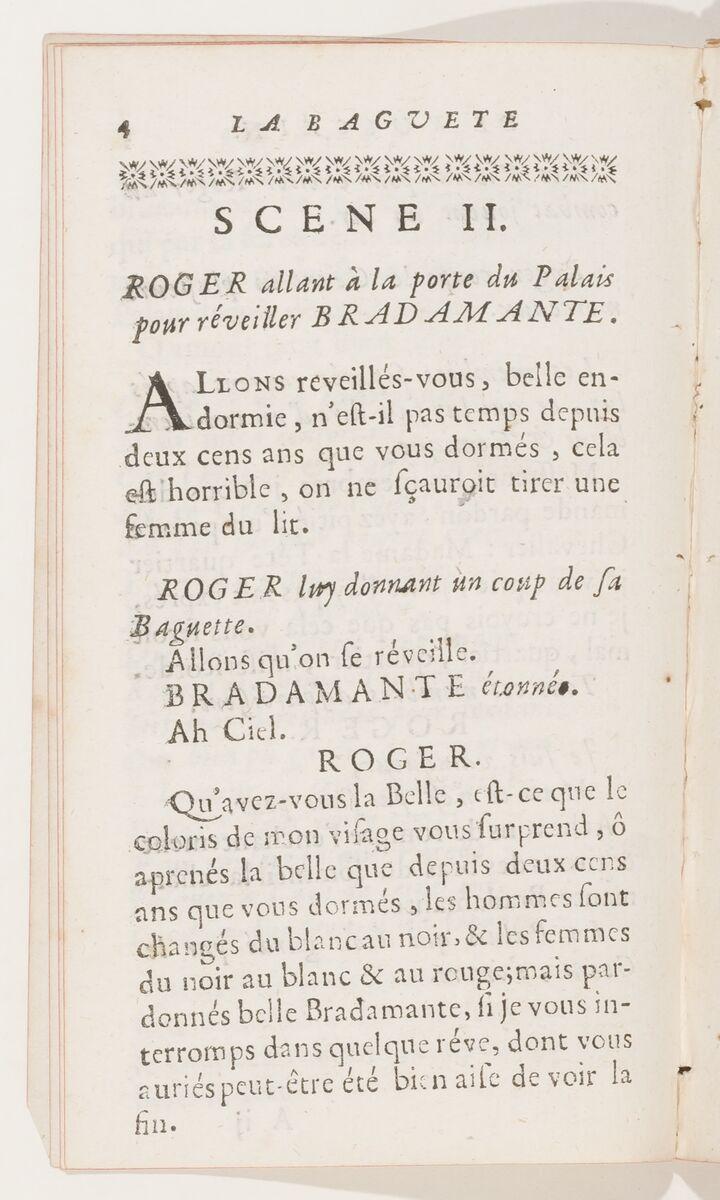 4 LA BAGUETE
SCENE II.
ROGER allant à la porte du Palais
pour réveiller BRADAMANTE.
ALLONS reveillés-vous, belle en-
dormie, n'eſt-il pas temps depuis
deux cens ans que vous dormés, cela
eſt horrible, on ne ſçauroit tirer une
femme du lit.
ROGER luy donnant un coup de ſa
Baguette.
Allons qu'on ſe réveille.
BRADAMANTE étonnée.
Ah Ciel.
ROGER.
Qu'avez-vous la Belle, eſt-ce que le
coloris de mon viſage vous ſurprend, ô
aprenés la belle que depuis deux cens
ans que vous dormés, les hommes ſont
changés du blanc au noir, & les femmes
du noir au blanc & au rouge; mais par-
donnés belle Bradamante, ſi je vous in-
terromps dans quelque réve, dont vous
auriés peut-être été bien aiſe de voir la
fin.